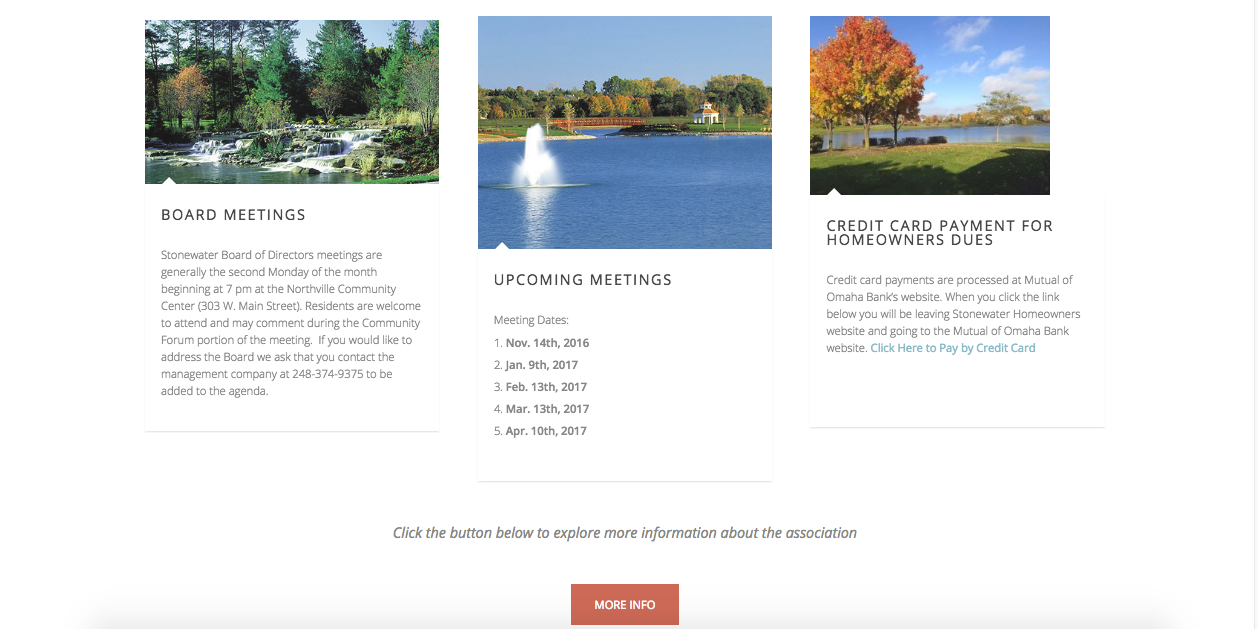 BOARD MEETINGS
Stonewater Board of Directors meetings are
generally the second Monday of the month
beginning at 7 pm at the Northville Community
Center (303 W. Main Street). Residents are welcome
to attend and may comment during the Community
Forum portion of the meeting.  If you would like to
address the Board we ask that you contact the
management company at 248-374-9375 to be
added to the agenda.
UPCOMING MEETINGS
Meeting Dates:
1. Nov. 14th, 2016
2. Jan. 9th, 2017
3. Feb. 13th, 2017
4. Mar. 13th, 2017
5. Apr. 10th, 2017
CREDIT CARD PAYMENT FOR
HOMEOWNERS DUES
Credit card payments are processed at Mutual of
Omaha Bank's website. When you click the link
below you will be leaving Stonewater Homeowners
website and going to the Mutual of Omaha Bank
website. Click Here to Pay by Credit Card
Click the button below to explore more information about the association
MORE INFO